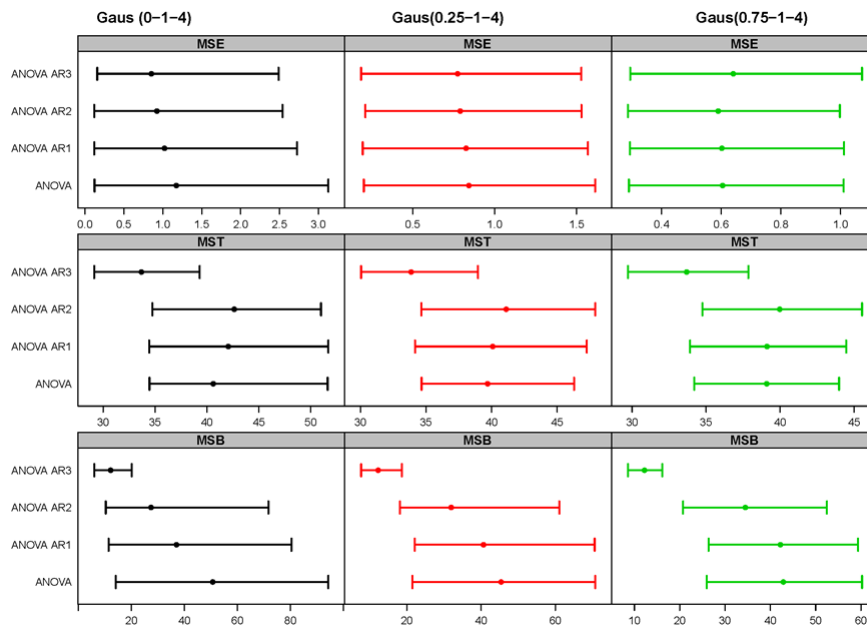 Gaus (0−1−4) Gaus(0.25−1−4) Gaus(0.75−1−4)
MSE MSE MSE
ANOVA AR3
ANOVA AR2
ANOVA AR1
ANOVA
0.0 0.5 1.0 1.5 2.0 2.5 3.0 0.5 1.0 1.5 0.4 0.6 0.8 1.0
MST MST MST
ANOVA AR3
ANOVA AR2
ANOVA AR1
ANOVA
30 35 40 45 50 30 35 40 45 30 35 40 45
MSB MSB MSB
ANOVA AR3
ANOVA AR2
ANOVA AR1
ANOVA
20 40 60 80 20 40 60 10 20 30 40 50 60